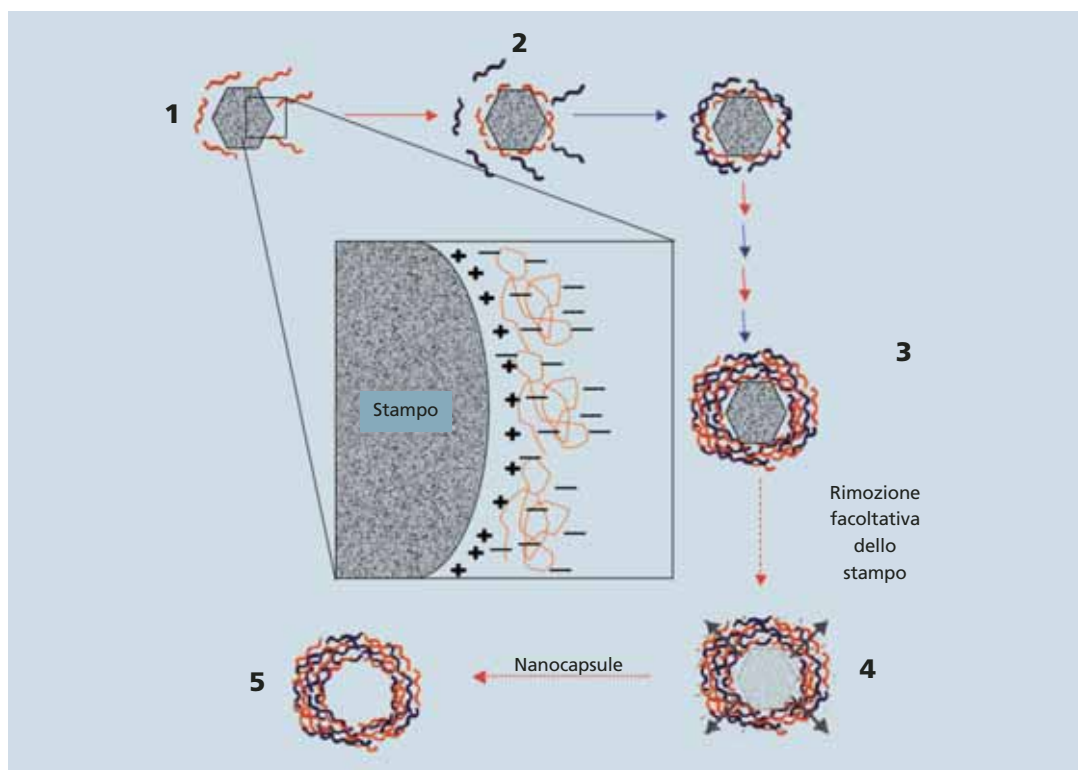 2
1
3
Stampo
Rimozione
facoltativa
dello
stampo
Nanocapsule
5
4